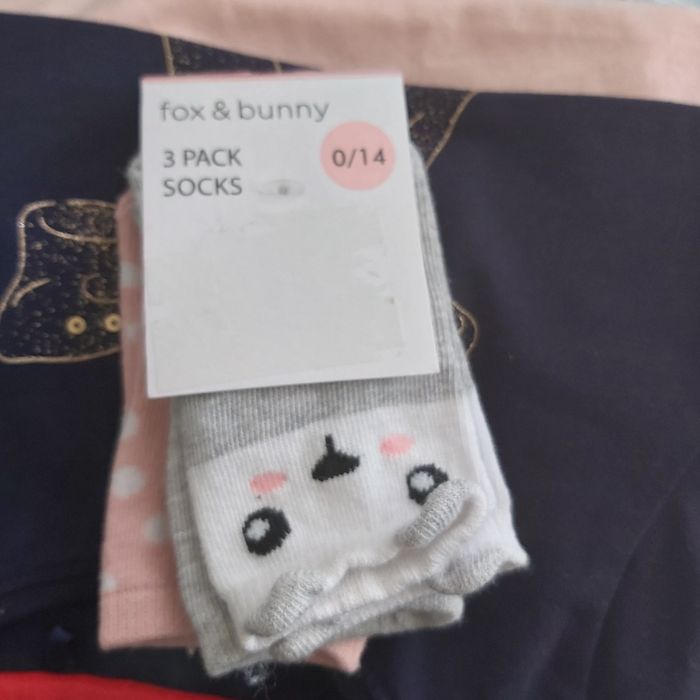 fox & bunny
3 PACK
SOCKS
0/14